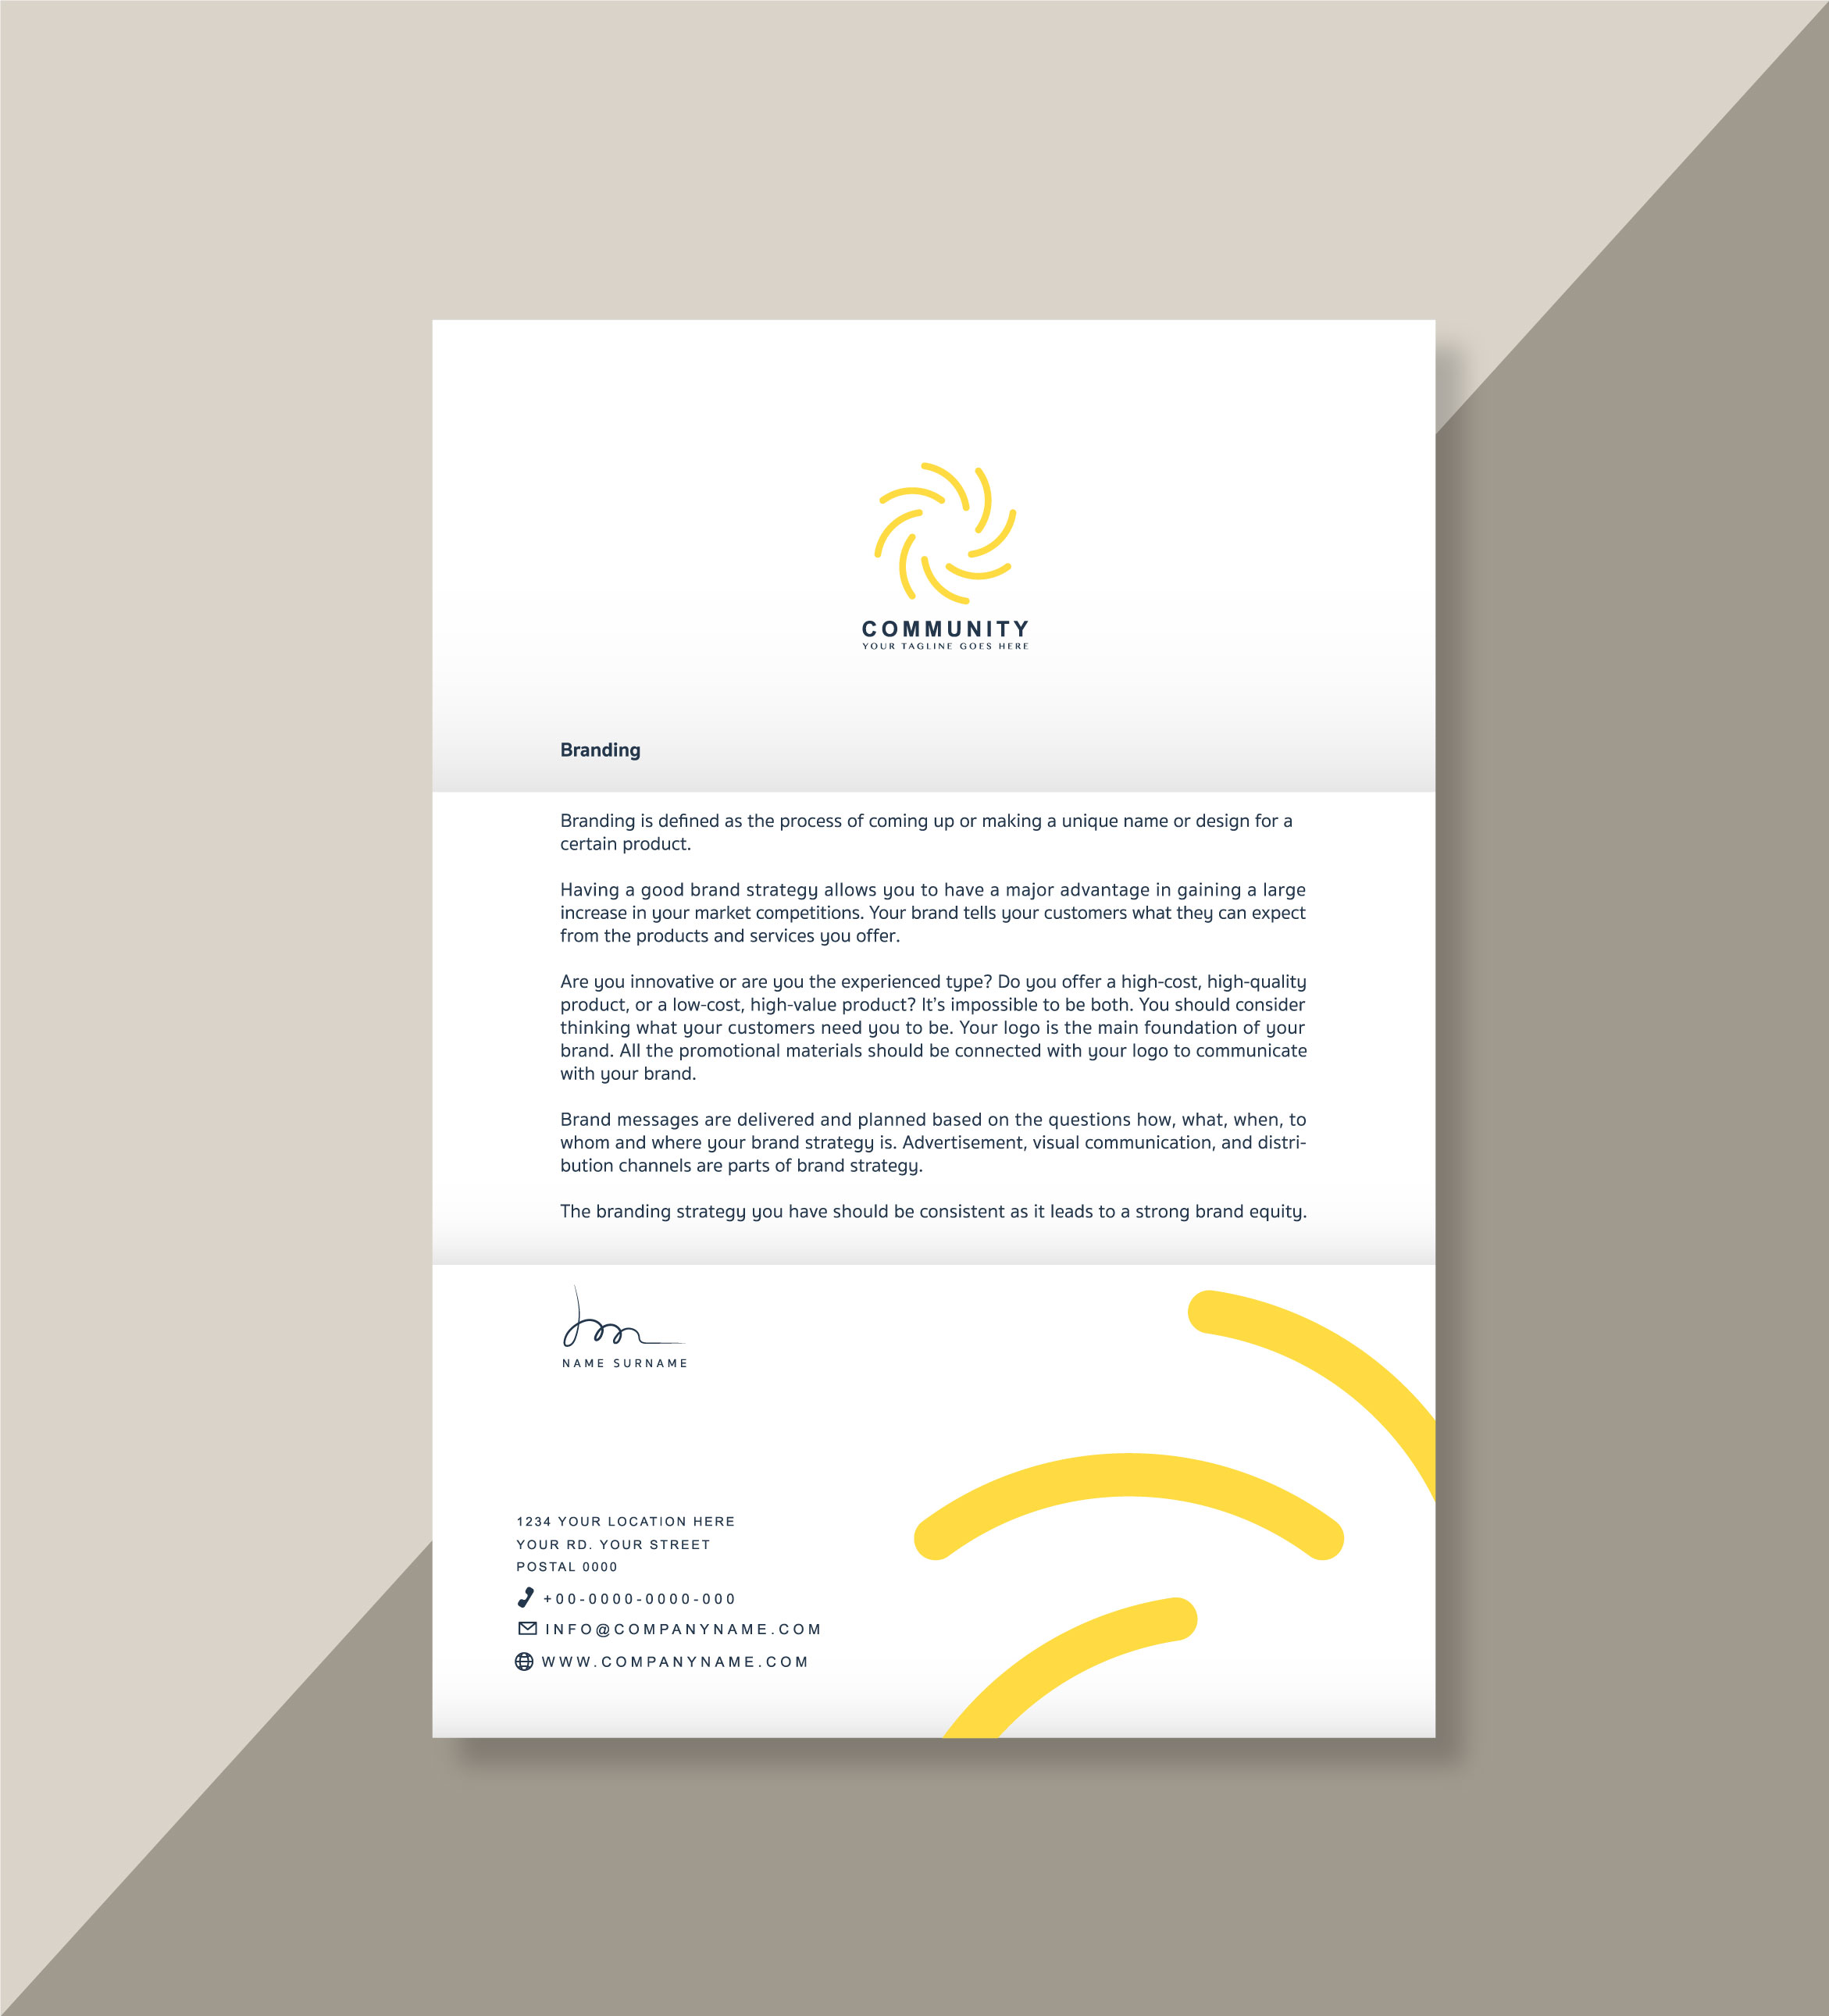 COMMUNITY
YOUR TAGLINE GOES HERE
Branding
Branding is defined as the process of coming up or making a unique name or design for a
certain product.
Having a good brand strategy allows you to have a major advantage in gaining a large
increase in your market competitions. Your brand tells your customers what they can expect
from the products and services you offer.
Are you innovative or are you the experienced type? Do you offer a high-cost, high-quality
product, or a low-cost, high-value product? It’s impossible to be both. You should consider
thinking what your customers need you to be. Your logo is the main foundation of your
brand. All the promotional materials should be connected with your logo to communicate
with your brand.
Brand messages are delivered and planned based on the questions how, what, when, to
whom and where your brand strategy is. Advertisement, visual communication, and distri-
bution channels are parts of brand strategy.
The branding strategy you have should be consistent as it leads to a strong brand equity.
NAME SURNAME
1234 YOUR LOCATION HERE
YOUR RD. YOUR STREET
POSTAL 0000
+00-0000-0000-000
INFO@COMPANYNAME.COM
WWW.COMPANYNAME.COM